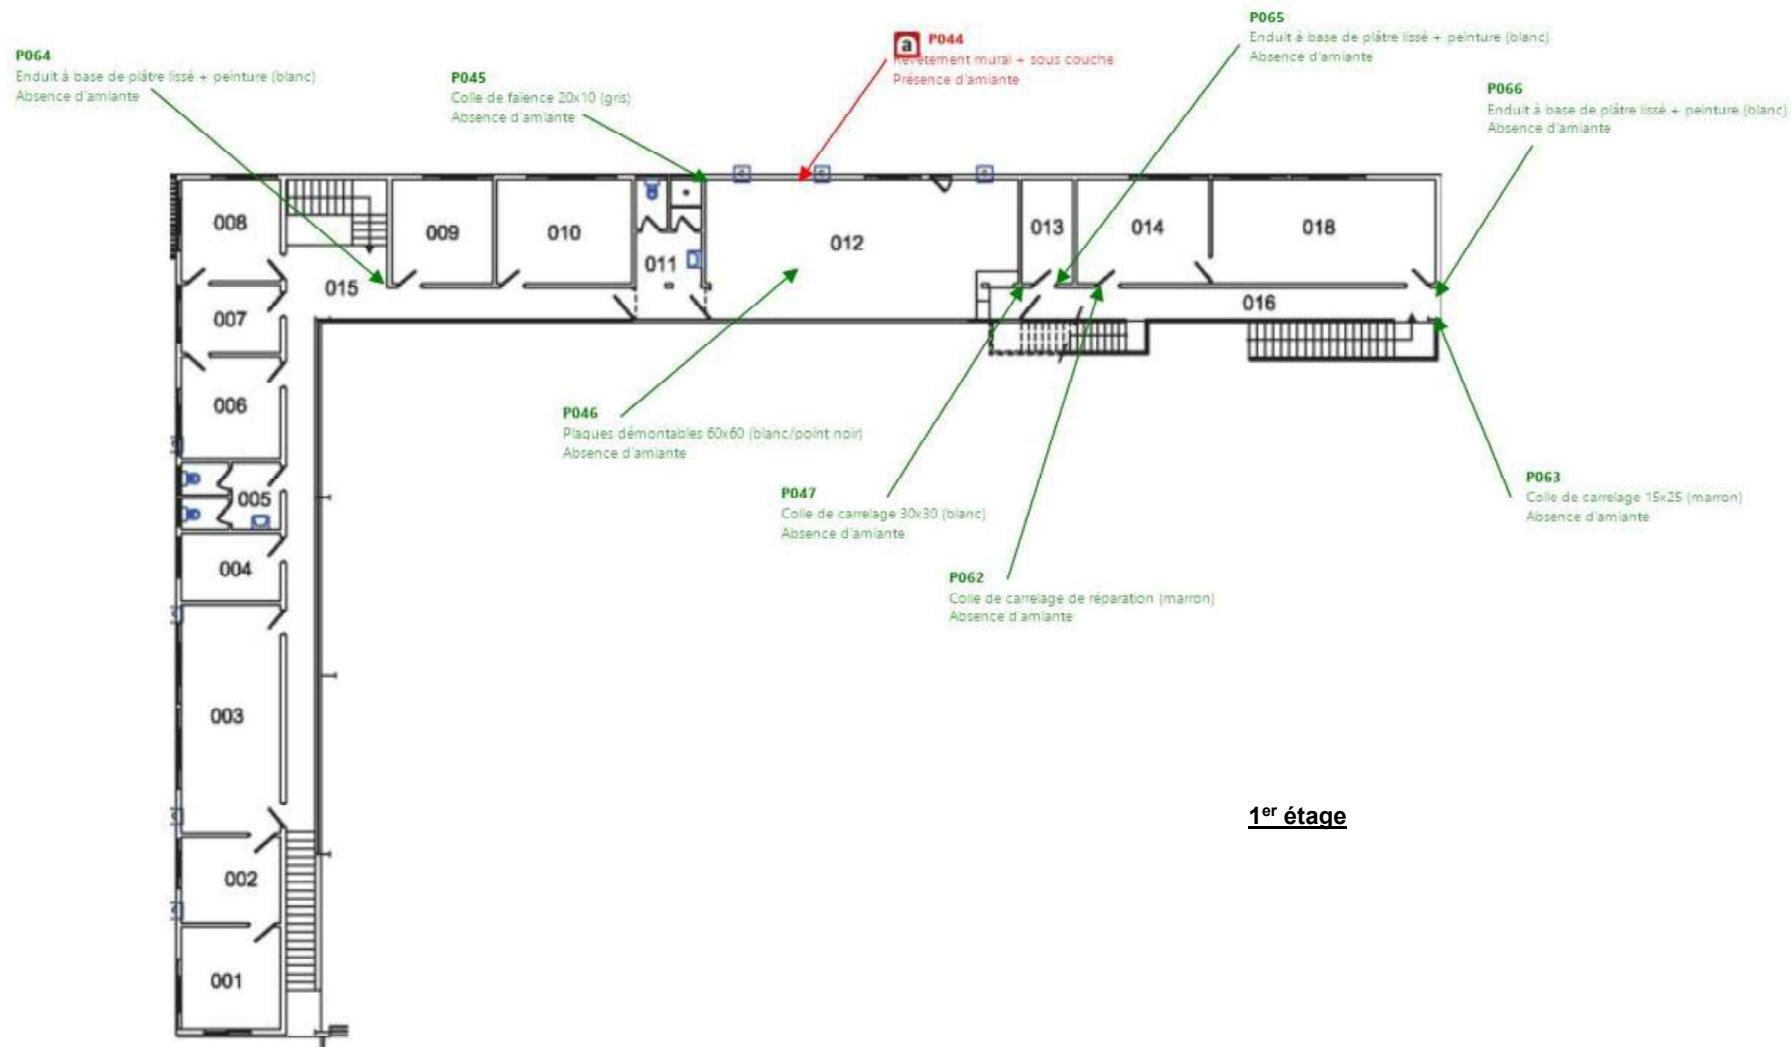 P065
Enduit à base de plâtre lissé + peinture (blanc)
Absence d'amiante
a P044
Revêtement mural + sous couche
Présence d'amiante
P064
Enduit à base de plâtre lissé + peinture (blanc)
Absence d'amiante
P045
Colle de faïence 20x10 (gris)
Absence d'amiante
P066
Enduit à base de plâtre lissé + peinture (blanc)
Absence d'amiante
008
009
010
011
012
013
014
018
015
007
016
006
P046
Plaques démontables 60x60 (blanc/point noir)
Absence d'amiante
P047
Colle de carrelage 30x30 (blanc)
Absence d'amiante
P063
Colle de carrelage 15x25 (marron)
Absence d'amiante
005
004
P062
Colle de carrelage de réparation (marron)
Absence d'amiante
003
1er étage
002
001